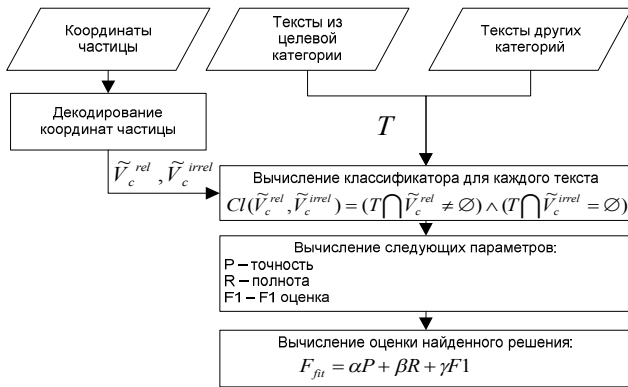 Координаты
частицы
Тексты из
целевой
категории
Тексты других
категорий
Декодирование
координат частицы
T
Ṽ_c^rel , Ṽ_c^irrel
Вычисление классификатора для каждого текста
Cl(Ṽ_c^rel, Ṽ_c^irrel) = (T⋂Ṽ_c^rel ≠ ∅) ∧ (T⋂Ṽ_c^irrel = ∅)
Вычисление следующих параметров:
P – точность
R – полнота
F1 – F1 оценка
Вычисление оценки найденного решения:
F_fit = αP + βR + γF1